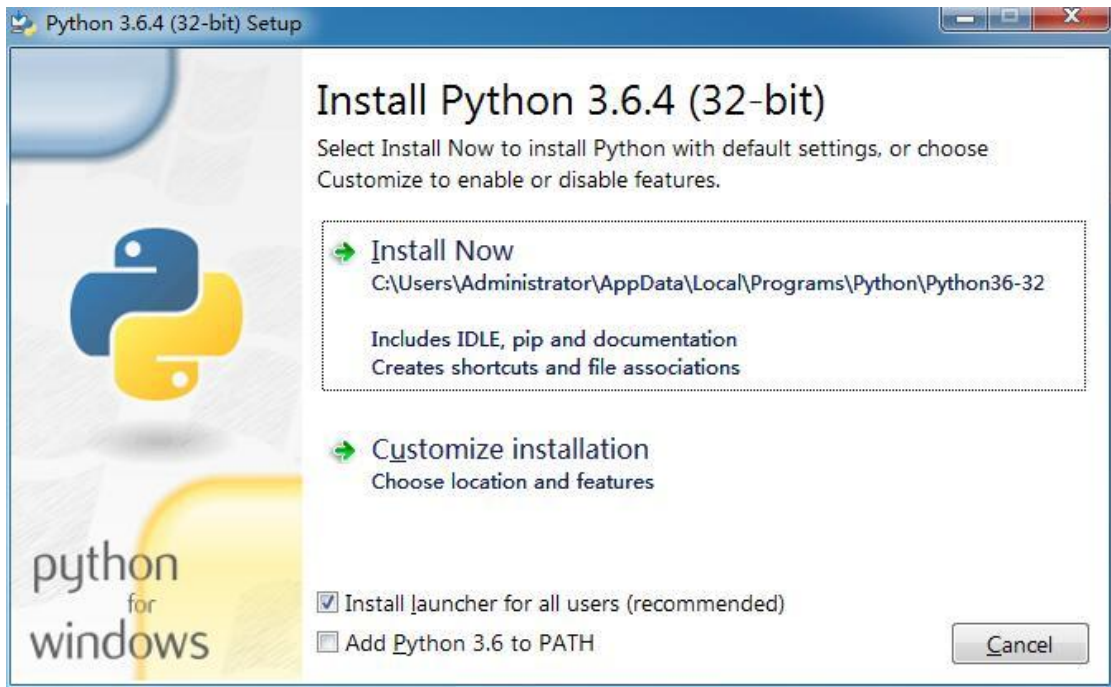 Python 3.6.4 (32-bit) Setup
Install Python 3.6.4 (32-bit)
Select Install Now to install Python with default settings, or choose
Customize to enable or disable features.
Install Now
C:\Users\Administrator\AppData\Local\Programs\Python\Python36-32
Includes IDLE, pip and documentation
Creates shortcuts and file associations
Customize installation
Choose location and features
python
for
windows
Install launcher for all users (recommended)
Add Python 3.6 to PATH
Cancel